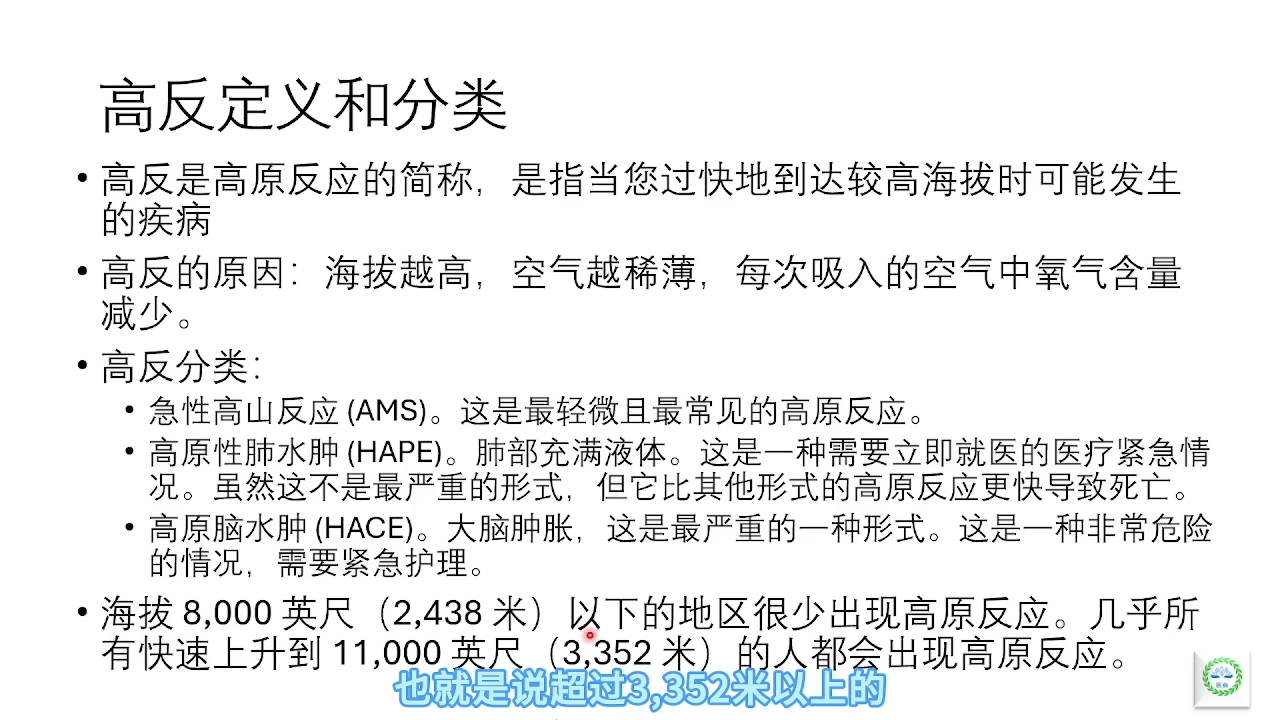 高反定义和分类
• 高反是高原反应的简称，是指当您过快地到达较高海拔时可能发生
的疾病
• 高反的原因：海拔越高，空气越稀薄，每次吸入的空气中氧气含量
减少。
• 高反分类：
• 急性高山反应 (AMS)。这是最轻微且最常见的高原反应。
• 高原性肺水肿 (HAPE)。肺部充满液体。这是一种需要立即就医的医疗紧急情
况。虽然这不是最严重的形式，但它比其他形式的高原反应更快导致死亡。
• 高原脑水肿 (HACE)。大脑肿胀，这是最严重的一种形式。这是一种非常危险
的情况，需要紧急护理。
• 海拔 8,000 英尺（2,438 米）以下的地区很少出现高原反应。几乎所
有快速上升到 11,000 英尺（3,352 米）的人都会出现高原反应。
也就是说超过3,352米以上的